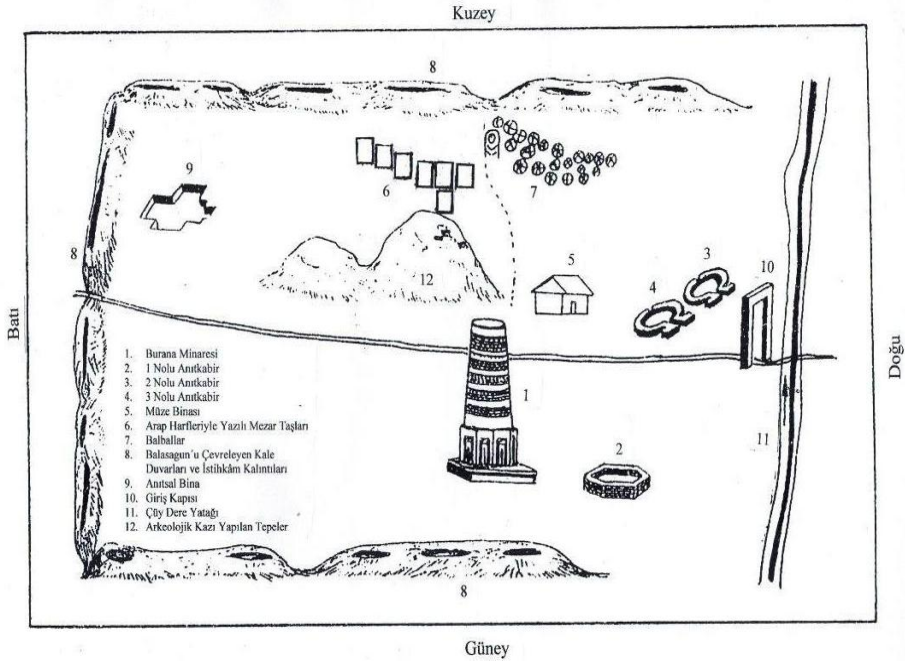 Kuzey
8
9
6
7
8
12
5
3
4
10
Batı
Doğu
1. Burana Minaresi
2. 1 Nolu Anıtkabir
3. 2 Nolu Anıtkabir
4. 3 Nolu Anıtkabir
5. Müze Binası
6. Arap Harfleriyle Yazılı Mezar Taşları
7. Balballar
8. Balasagun'u Çevreleyen Kale
Duvarları ve İstihkâm Kalıntıları
9. Anıtsal Bina
10. Giriş Kapısı
11. Çüy Dere Yatağı
12. Arkeolojik Kazı Yapılan Tepeler
1
2
11
8
Güney